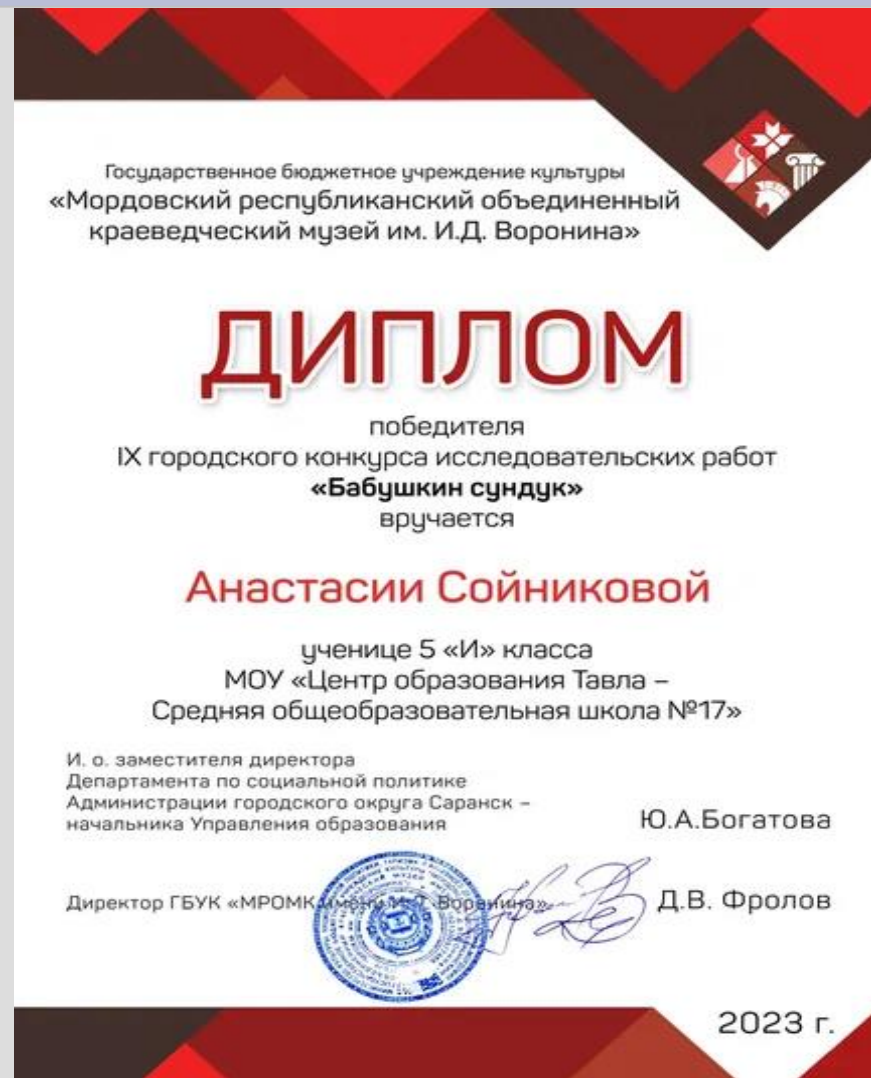 Государственное бюджетное учреждение культуры
«Мордовский республиканский объединенный
краеведческий музей им. И.Д. Воронина»
ДИПЛОМ
победителя
IX городского конкурса исследовательских работ
«Бабушкин сундук»
вручается
Анастасии Сойниковой
ученице 5 «И» класса
МОУ «Центр образования Тавла –
Средняя общеобразовательная школа №17»
И. о. заместителя директора
Департамента по социальной политике
Администрации городского округа Саранск –
начальника Управления образования
Ю.А.Богатова
Директор ГБУК «МРОМК имени И.Д. Воронина»
Д.В. Фролов
2023 г.